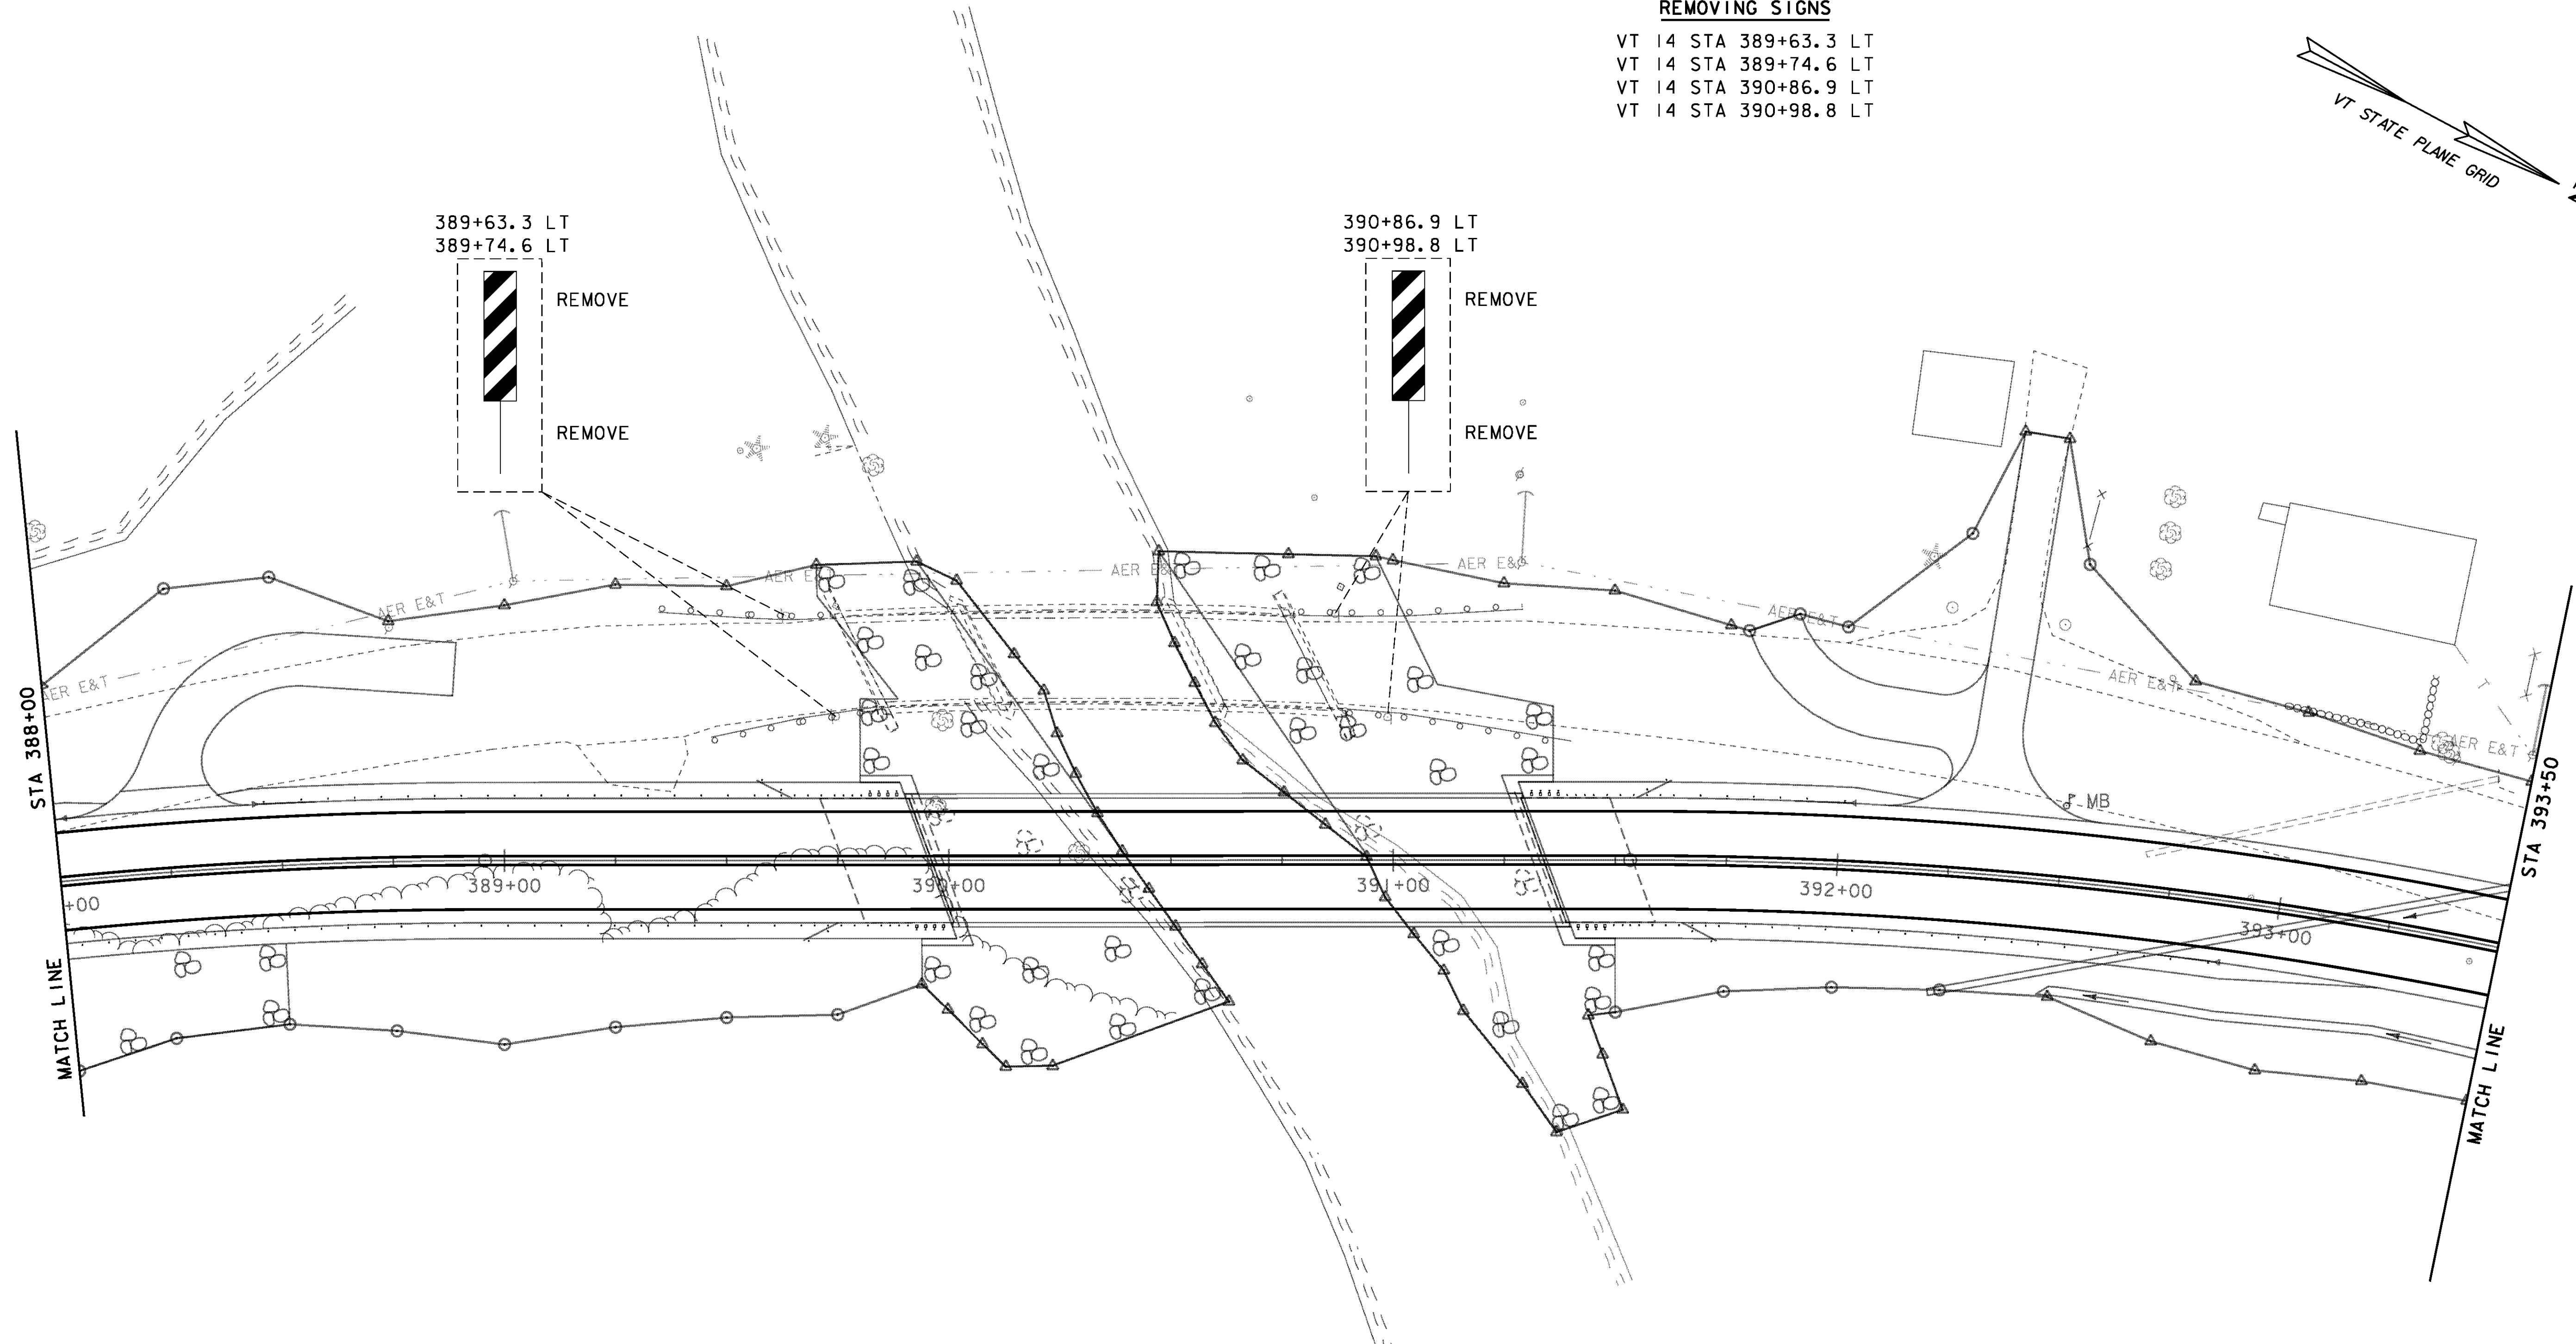 REMOVING SIGNS
VT 14 STA 389+63.3 LT
VT 14 STA 389+74.6 LT
VT 14 STA 390+86.9 LT
VT 14 STA 390+98.8 LT
VT STATE PLANE GRID
389+63.3 LT
389+74.6 LT
REMOVE
REMOVE
390+86.9 LT
390+98.8 LT
REMOVE
REMOVE
AER E&T
AER E&T
AER E
AER E
AER E&T
AER E&T
AER E&T
AER E&T
MB
T
STA 388+00
MATCH LINE
+00
389+00
390+00
391+00
392+00
393+00
STA 393+50
MATCH LINE